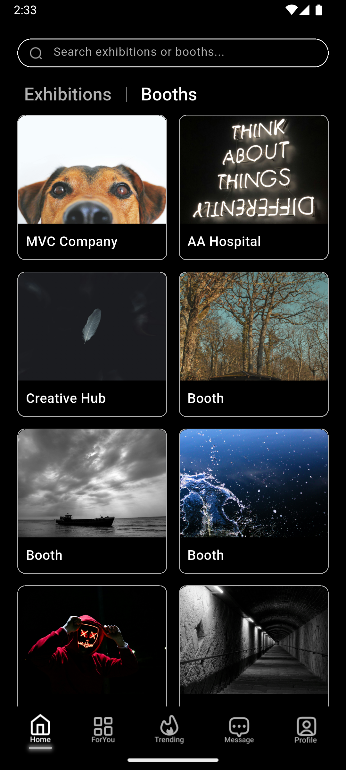 2:33
Search exhibitions or booths...
Exhibitions | Booths
THINK
ABOUT
THINGS
DIFFERENTLY
MVC Company
AA Hospital
Creative Hub
Booth
Booth
Booth
Home
ForYou
Trending
Message
Profile